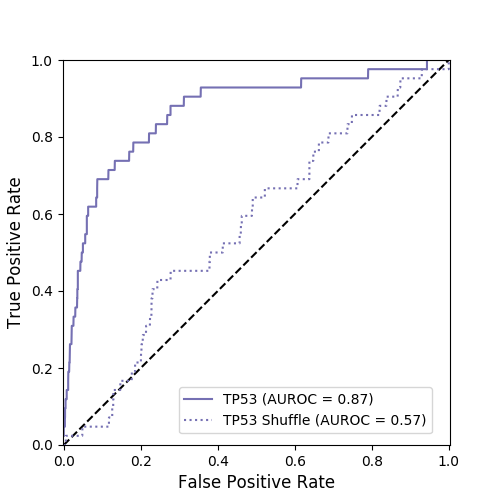 1.0
0.8
0.6
0.4
0.2
0.0
True Positive Rate
TP53 (AUROC = 0.87)
TP53 Shuffle (AUROC = 0.57)
0.0 0.2 0.4 0.6 0.8 1.0
False Positive Rate